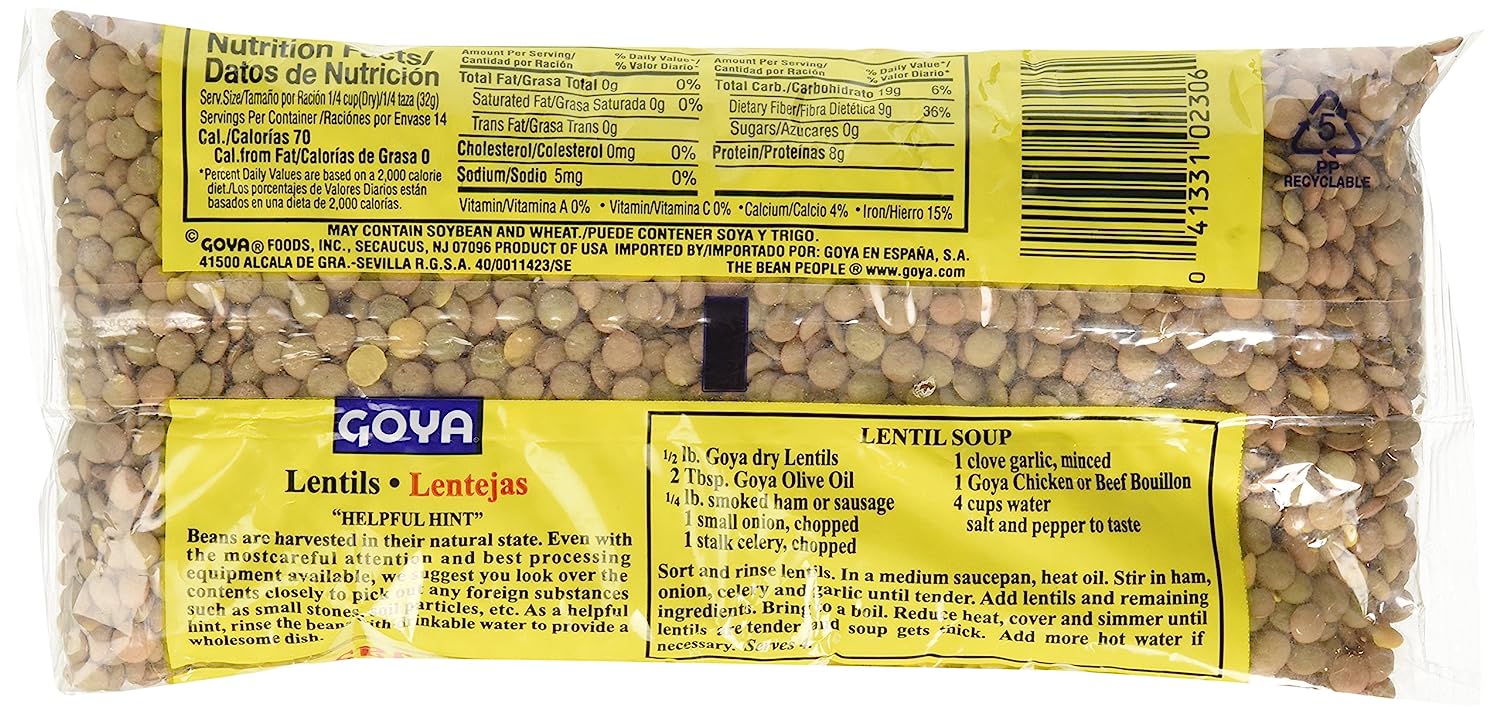 Nutrition Facts/
Datos de Nutrición
Serv.Size/Tamaño por Ración 1/4 cup(Dry)/1/4 taza (32g)
Servings Per Container /Raciónes por Envase 14
Cal./Calorías 70
Cal.from Fat/Calorías de Grasa 0
*Percent Daily Values are based on a 2,000 calorie
diet./Los porcentajes de Valores Diarios están
basados en una dieta de 2,000 calorías.
Amount Per Serving/ % Daily Value*/
Cantidad por Ración % Valor Diario*
Total Fat/Grasa Total 0g 0%
Saturated Fat/Grasa Saturada 0g 0%
Trans Fat/Grasa Trans 0g
Cholesterol/Colesterol 0mg 0%
Sodium/Sodio 5mg 0%
Amount Per Serving/ % Daily Value*/
Cantidad por Ración % Valor Diario*
Total Carb./Carbohidrato 19g 6%
Dietary Fiber/Fibra Dietética 9g 36%
Sugars/Azúcares 0g
Protein/Proteínas 8g
Vitamin/Vitamina A 0% • Vitamin/Vitamina C 0% •Calcium/Calcio 4% •Iron/Hierro 15%
MAY CONTAIN SOYBEAN AND WHEAT./PUEDE CONTENER SOYA Y TRIGO.
© GOYA® FOODS, INC., SECAUCUS, NJ 07096 PRODUCT OF USA IMPORTED BY/IMPORTADO POR: GOYA EN ESPAÑA, S.A.
41500 ALCALA DE GRA.-SEVILLA R.G.S.A. 40/0011423/SE THE BEAN PEOPLE ® www.goya.com
0 41331 02306
5
PP
RECYCLABLE
GOYA
Lentils • Lentejas
"HELPFUL HINT"
Beans are harvested in their natural state. Even with
the mostcareful attention and best processing
equipment available, we suggest you look over the
contents closely to pick out any foreign substances
such as small stones, soil particles, etc. As a helpful
hint, rinse the beans with drinkable water to provide a
wholesome dish.
LENTIL SOUP
1/2 lb. Goya dry Lentils
2 Tbsp. Goya Olive Oil
1/4 lb. smoked ham or sausage
1 small onion, chopped
1 stalk celery, chopped
1 clove garlic, minced
1 Goya Chicken or Beef Bouillon
4 cups water
salt and pepper to taste
Sort and rinse lentils. In a medium saucepan, heat oil. Stir in ham,
onion, celery and garlic until tender. Add lentils and remaining
ingredients. Bring to a boil. Reduce heat, cover and simmer until
lentils are tender and soup gets thick. Add more hot water if
necessary. Serves 4.